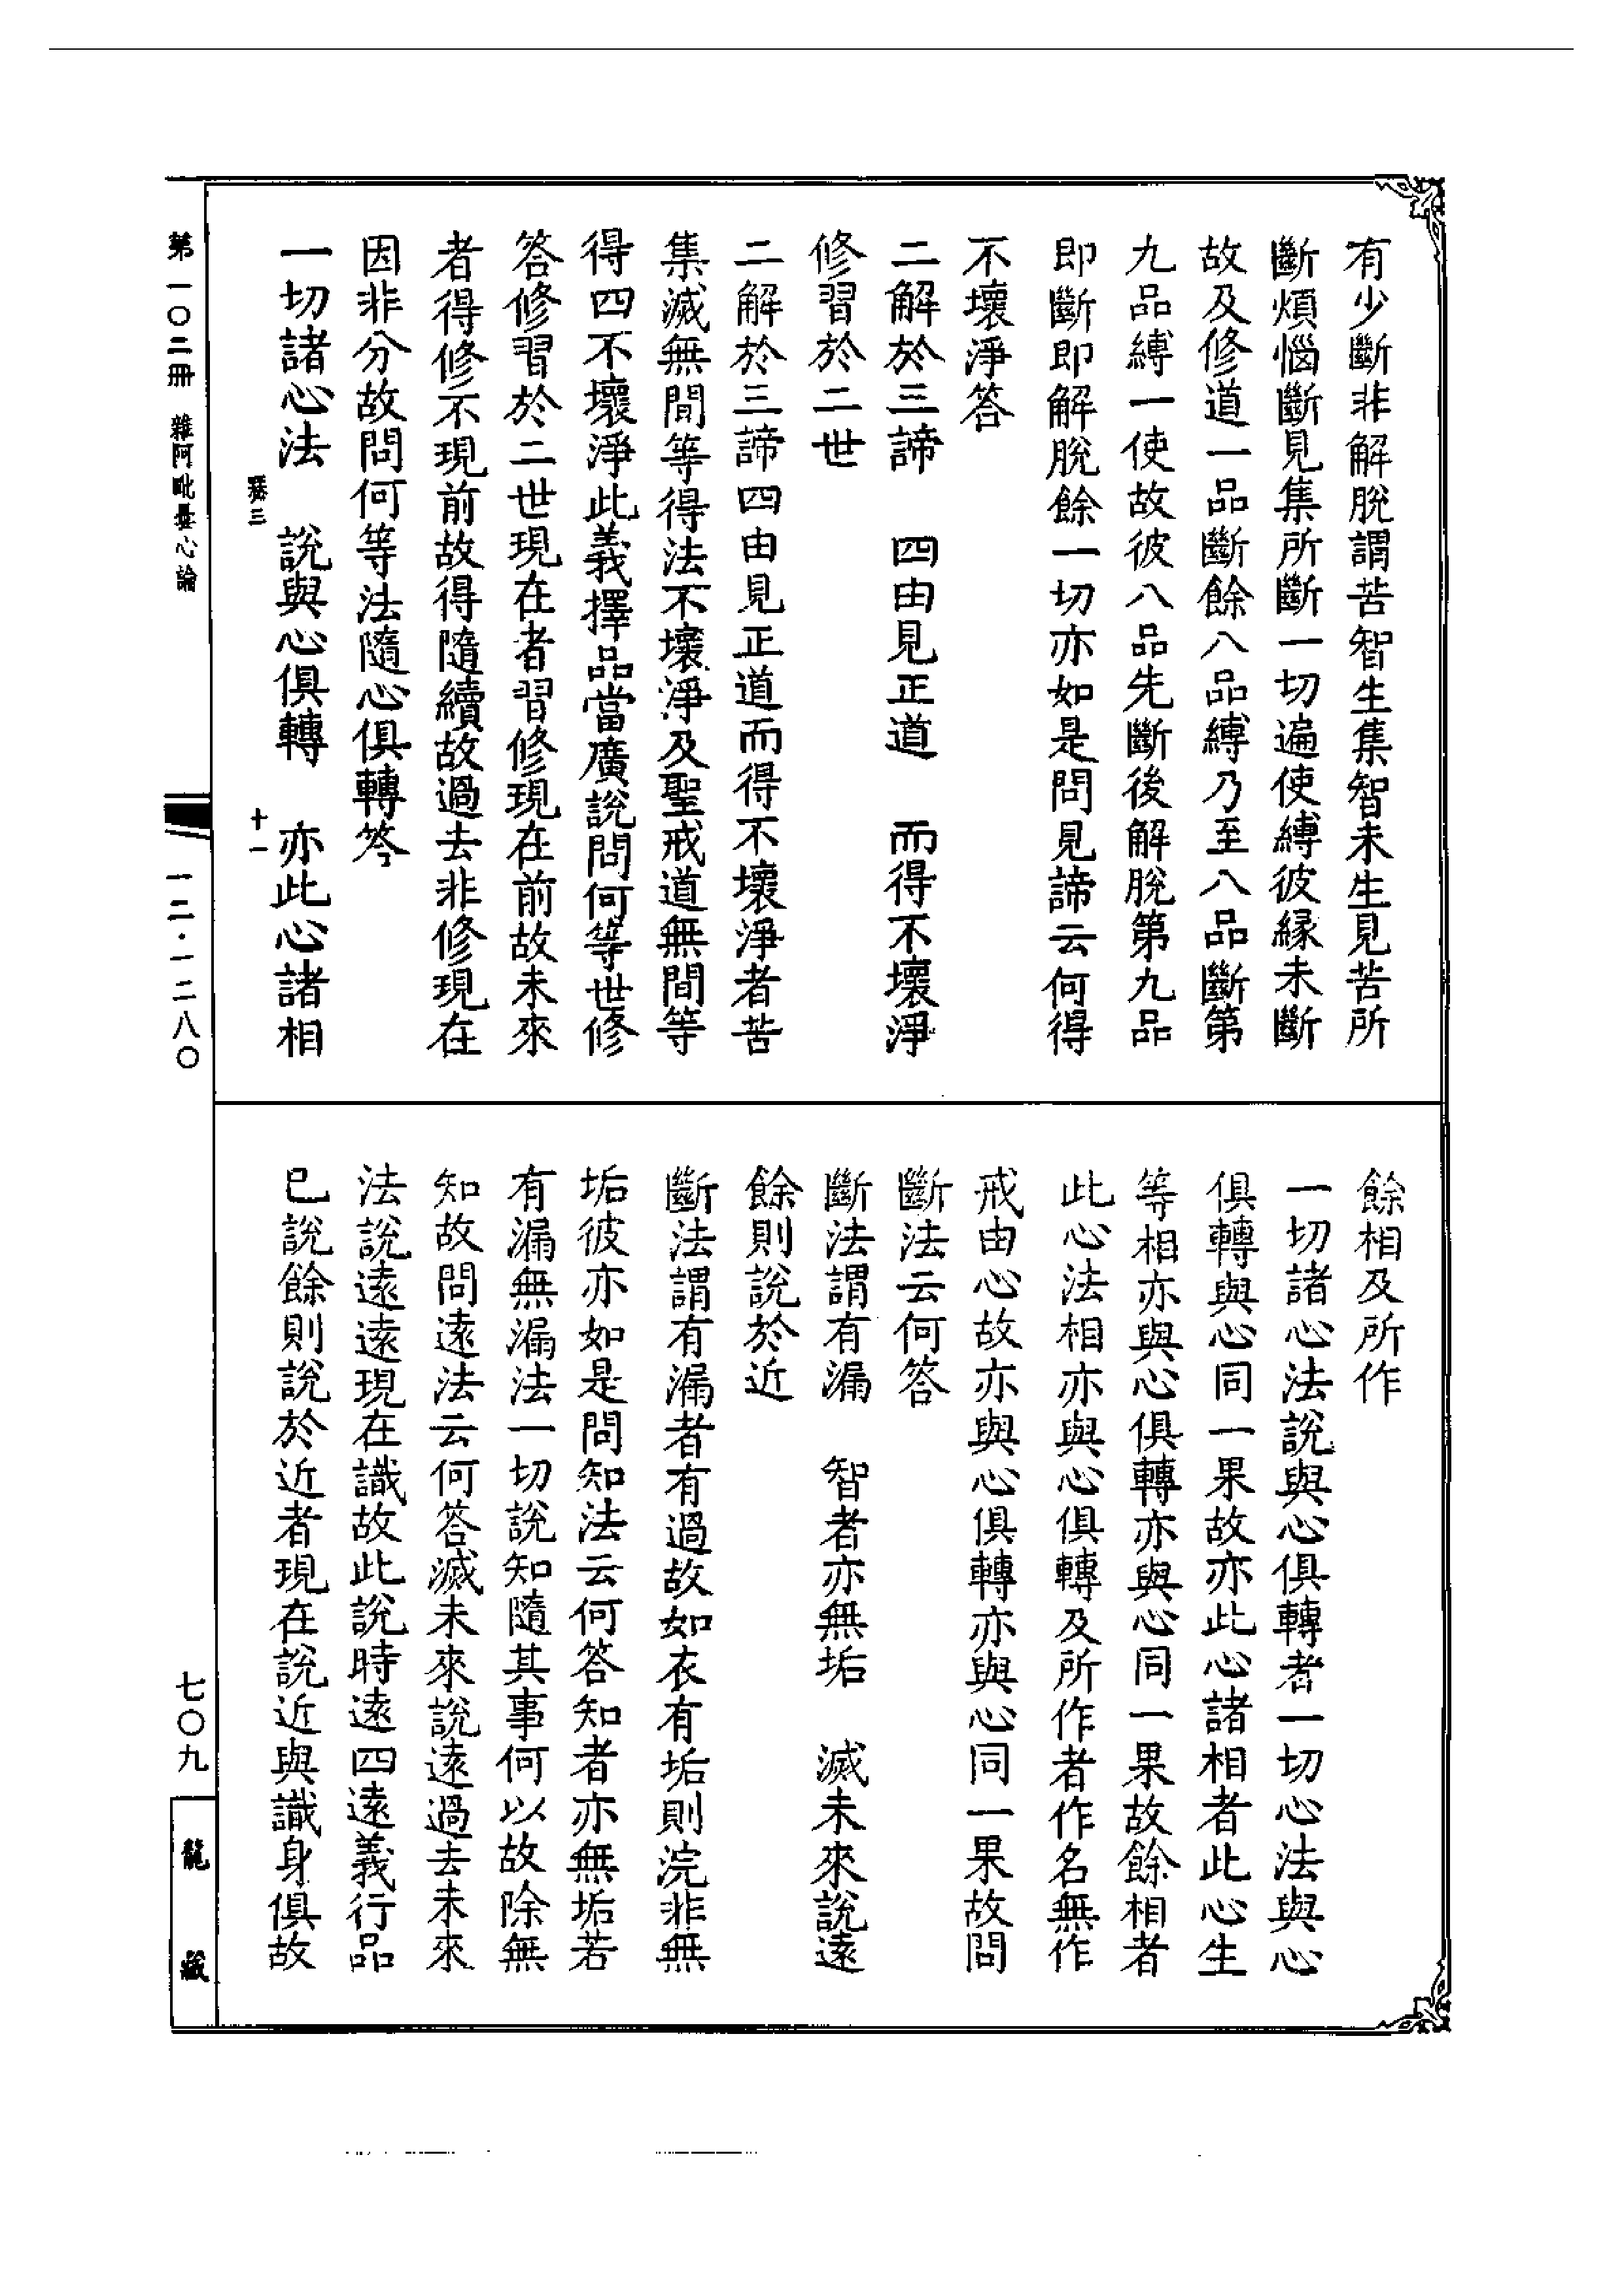 有少斷非解脫謂苦智生集智未生見苦所
斷煩惱斷見集所斷一切遍使縛彼緣未斷
故及修道一品斷餘八品縛乃至八品斷第
九品縛一使故彼八品先斷後解脫第九品
即斷即解脫餘一切亦如是問見諦云何得
不壞淨答
二解於三諦　四由見正道　而得不壞淨
修習於二世
二解於三諦四由見正道而得不壞淨者苦
集滅無間等得法不壞淨及聖戒道無間等
得四不壞淨此義擇品當廣說問何等世修
答修習於二世現在者習修現在前故未來
者得修不現前故得隨續故過去非修現在
因非分故問何等法隨心俱轉答
一切諸心法　說與心俱轉　亦此心諸相
十一
餘相及所作
一切諸心法說與心俱轉者一切心法與心
俱轉與心同一果故亦此心諸相者此心生
等相亦與心俱轉亦與心同一果故餘相者
此心法相亦與心俱轉及所作者作名無作
戒由心故亦與心俱轉亦與心同一果故問
斷法云何答
斷法謂有漏　智者亦無垢　滅未來說遠
餘則說於近
斷法謂有漏者有過故如衣有垢則浣非無
垢彼亦如是問知法云何答知者亦無垢若
有漏無漏法一切說知隨其事何以故除無
知故問遠法云何答滅未來說遠過去未來
法說遠遠現在識故此說時遠四遠義行品
已說餘則說於近者現在說近與識身俱故
第一〇二冊　雜阿毗曇心論
一二·一二八〇
七〇九
龍藏